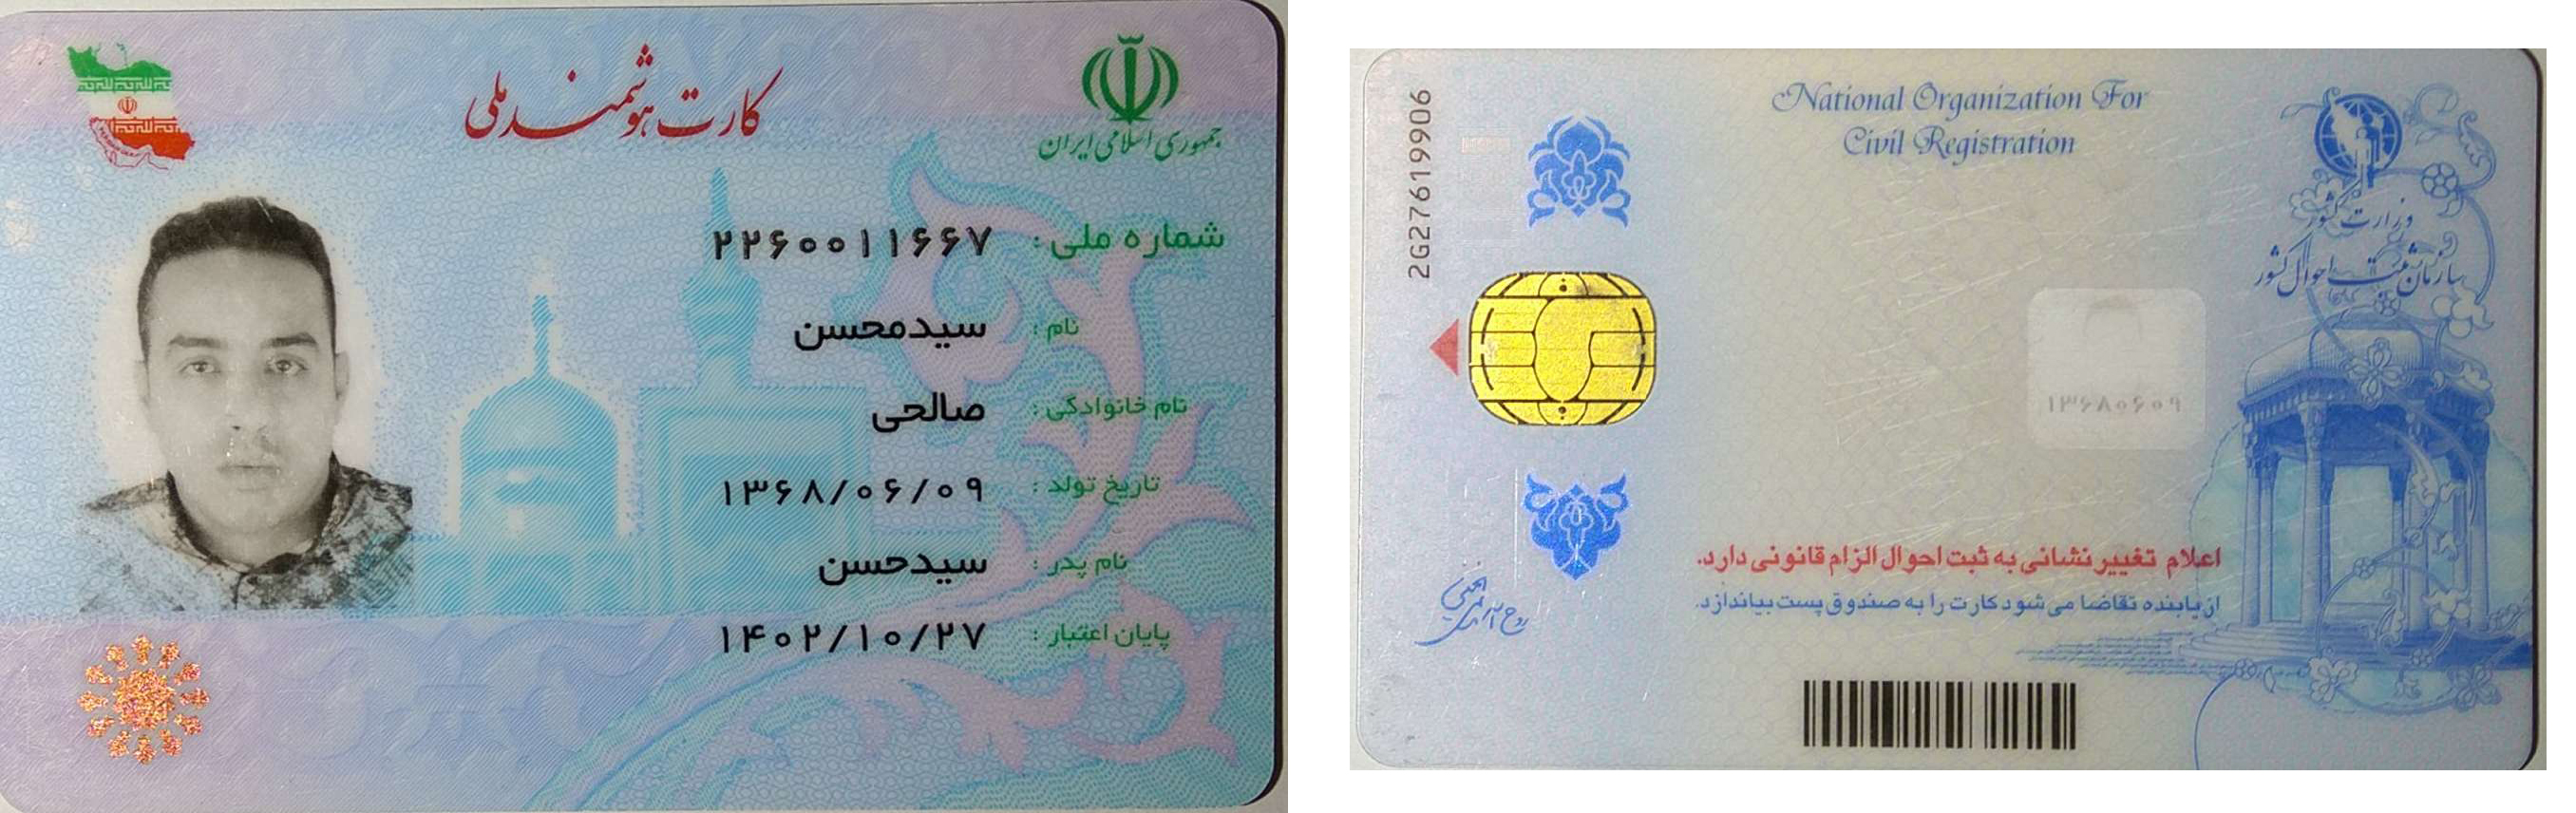 کارت هوشمند ملی
جمهوری اسلامی ایران
شماره ملی : ۲۲۶۰۰۱۱۶۶۷
نام : سیدمحسن
نام خانوادگی : صالحی
تاریخ تولد : ۱۳۶۸/۰۶/۰۹
نام پدر : سیدحسن
پایان اعتبار : ۱۴۰۲/۱۰/۲۷
2G27619906
National Organization For
Civil Registration
وزارت کشور
سازمان ثبت احوال کشور
۱۳۶۸۰۶۰۹
اعلام تغییر نشانی به ثبت احوال الزام قانونی دارد.
از یابنده تقاضا می شود کارت را به صندوق پست بیاندازد.